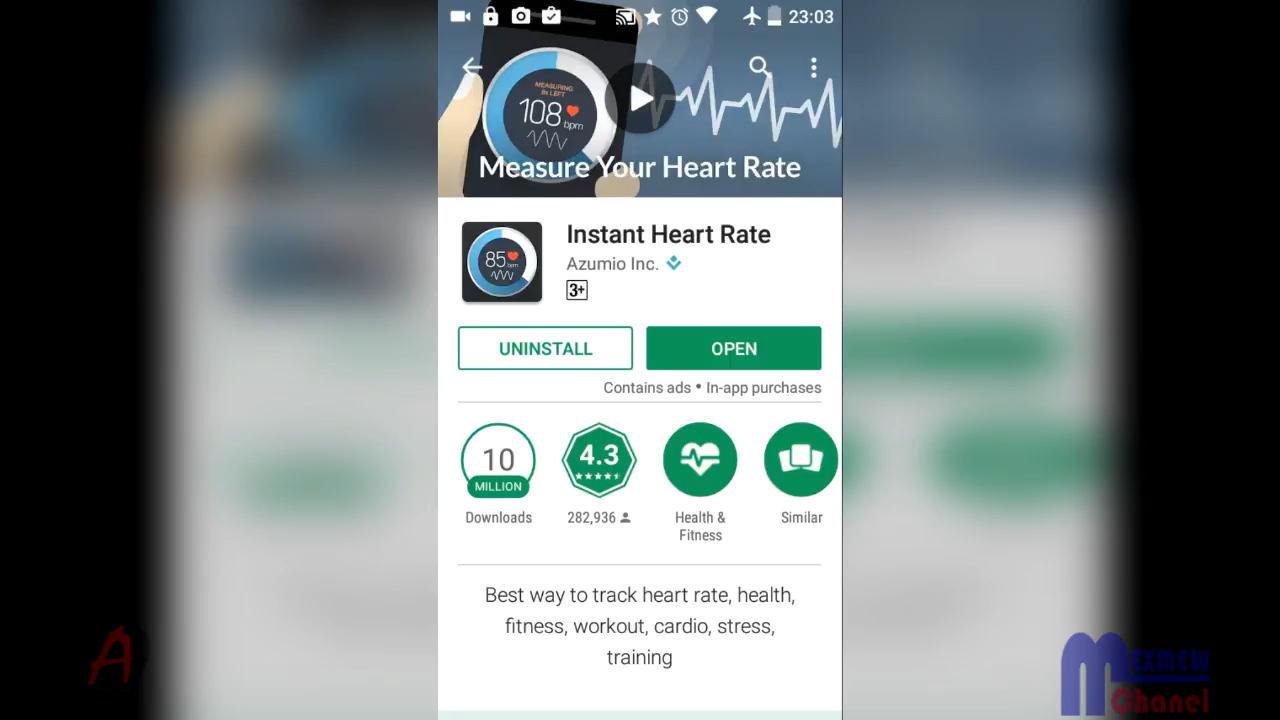 23:03
MEASURING
8s LEFT
108
bpm
Measure Your Heart Rate
85
bpm
Instant Heart Rate
Azumio Inc.
3+
UNINSTALL
OPEN
Contains ads • In-app purchases
10
MILLION
Downloads
4.3
282,936
Health &
Fitness
Similar
Best way to track heart rate, health,
fitness, workout, cardio, stress,
training
A
Mexmew
Chanel